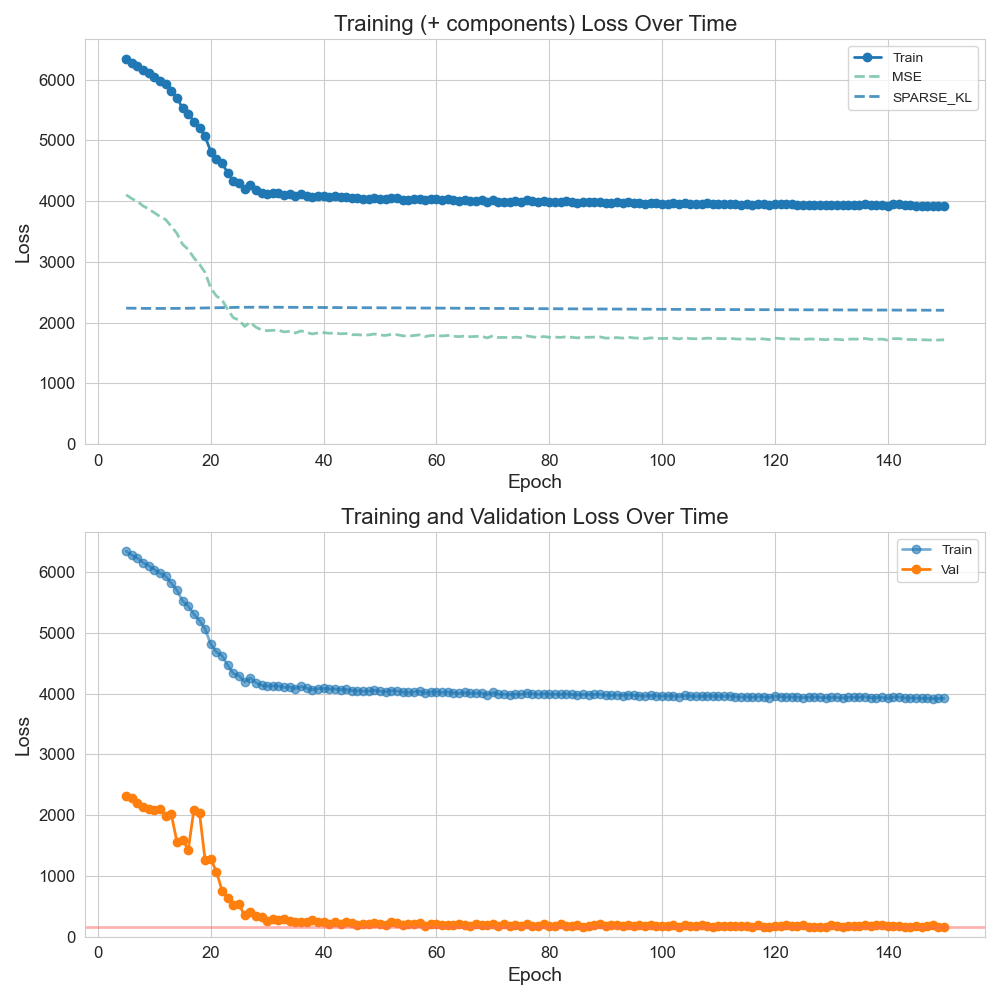 Training (+ components) Loss Over Time
Loss
6000
5000
4000
3000
2000
1000
0
Train
MSE
SPARSE_KL
0 20 40 60 80 100 120 140
Epoch
Training and Validation Loss Over Time
Loss
6000
5000
4000
3000
2000
1000
0
Train
Val
0 20 40 60 80 100 120 140
Epoch